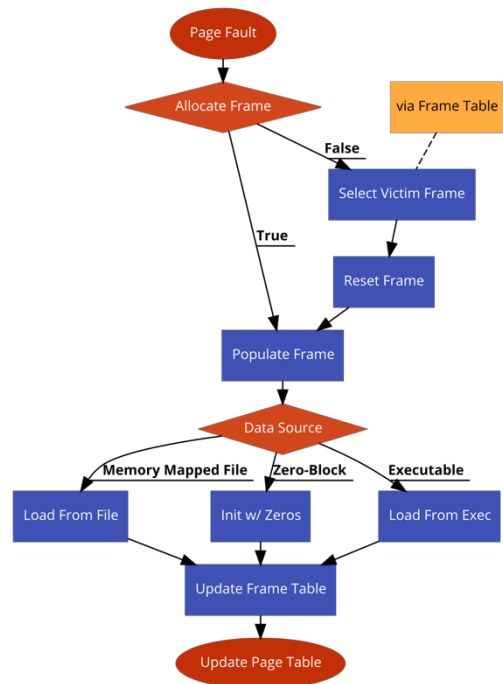 Page Fault
Allocate Frame
via Frame Table
False
Select Victim Frame
True
Reset Frame
Populate Frame
Data Source
Memory Mapped File
Zero-Block
Executable
Load From File
Init w/ Zeros
Load From Exec
Update Frame Table
Update Page Table